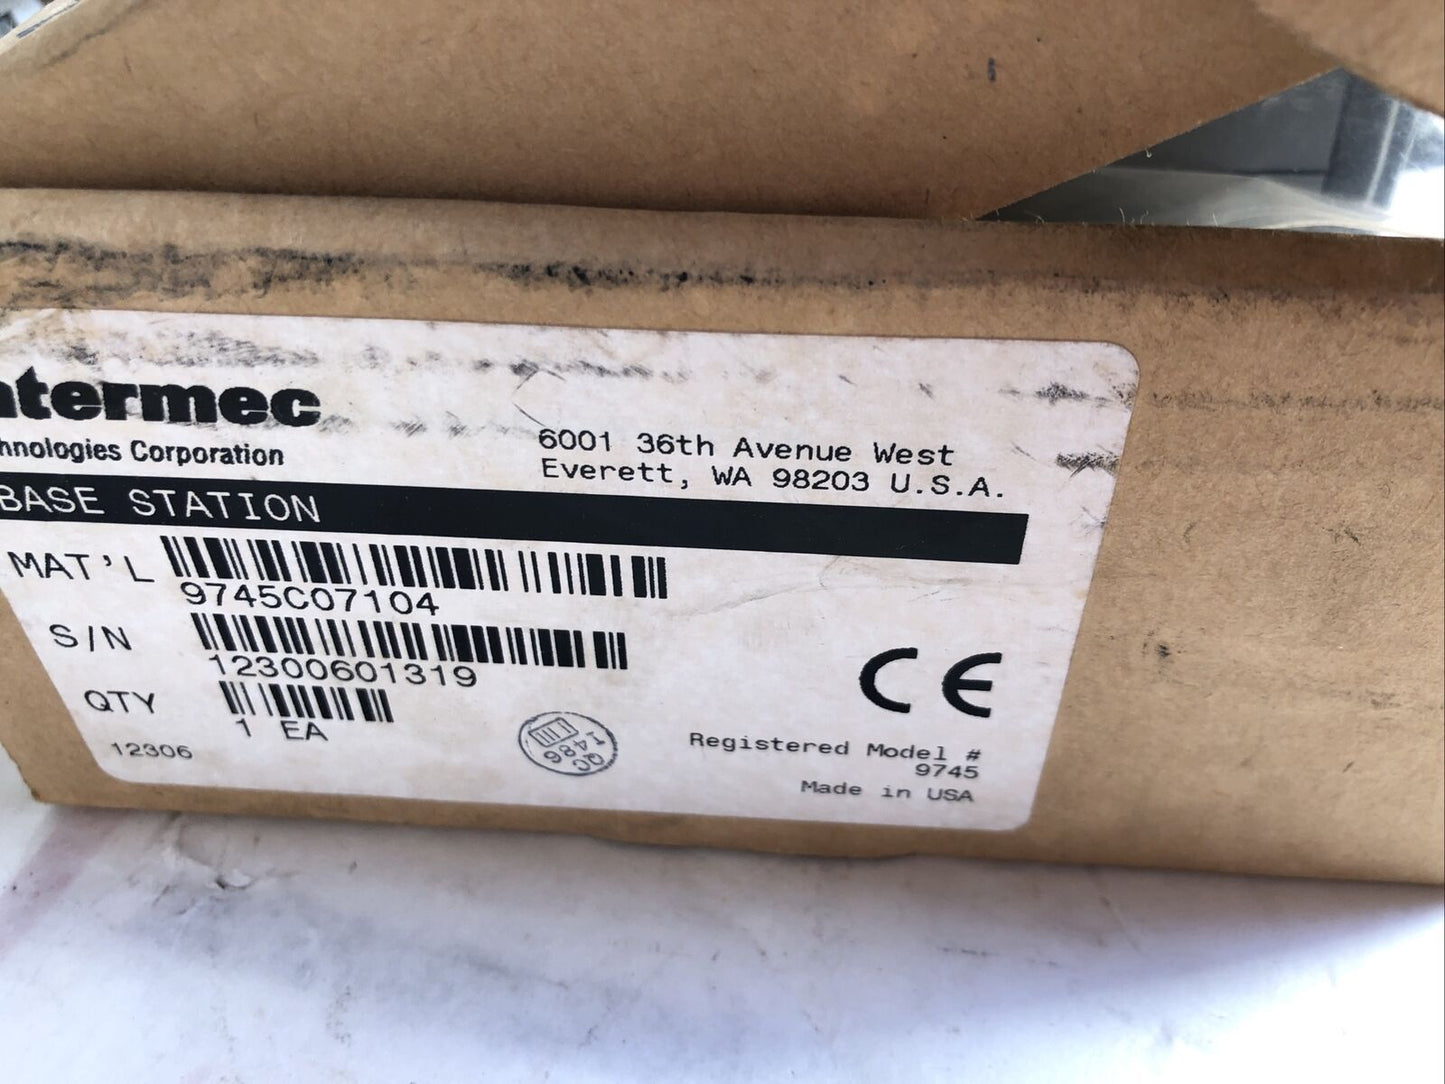 ntermec
chnologies Corporation
6001 36th Avenue West
Everett, WA 98203 U.S.A.
BASE STATION
MAT'L
9745C07104
S/N
12300601319
QTY
1 EA
12306
QC
1486
CE
Registered Model #
9745
Made in USA